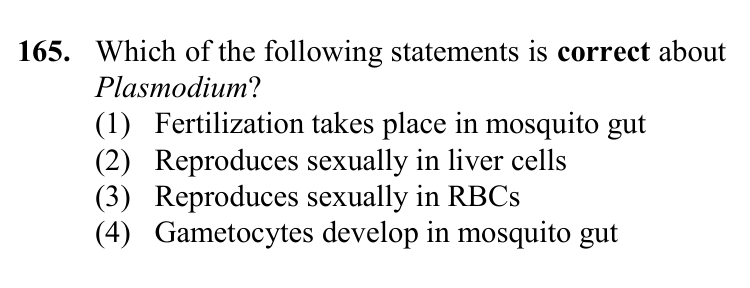 165. Which of the following statements is correct about
Plasmodium?
(1) Fertilization takes place in mosquito gut
(2) Reproduces sexually in liver cells
(3) Reproduces sexually in RBCs
(4) Gametocytes develop in mosquito gut